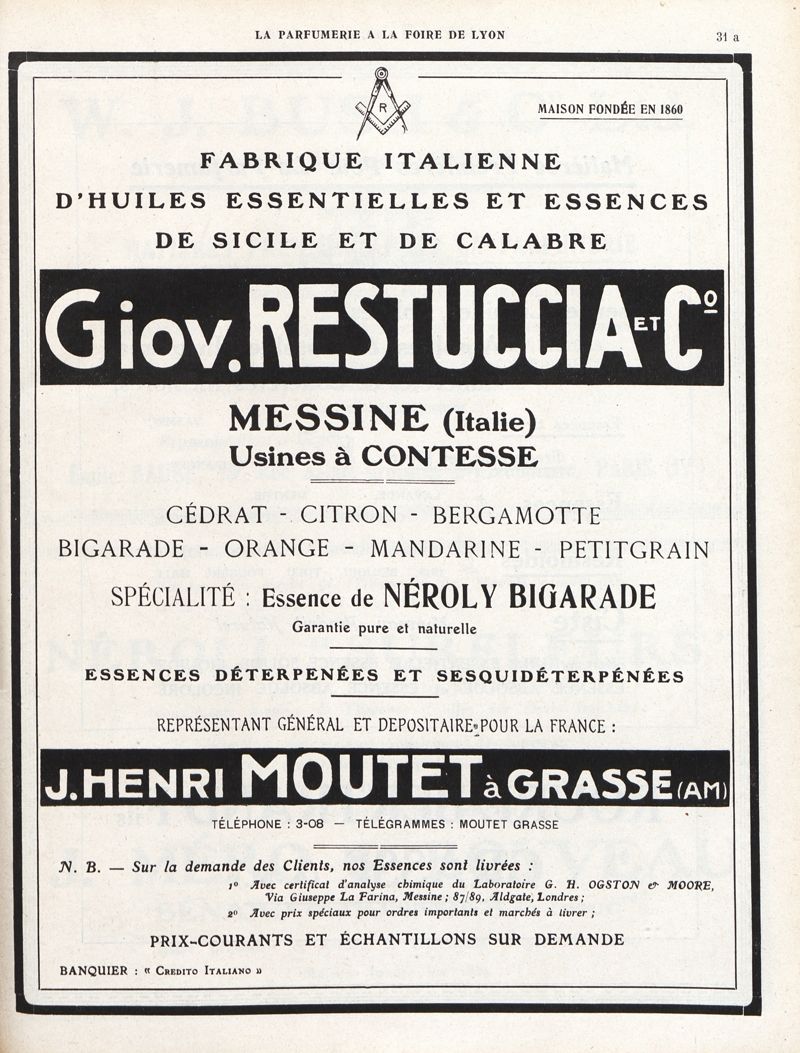 LA PARFUMERIE A LA FOIRE DE LYON
31 a
R
MAISON FONDÉE EN 1860
FABRIQUE ITALIENNE
D'HUILES ESSENTIELLES ET ESSENCES
DE SICILE ET DE CALABRE
Giov. RESTUCCIA ET Cº
MESSINE (Italie)
Usines à CONTESSE
CÉDRAT - CITRON - BERGAMOTTE
BIGARADE - ORANGE - MANDARINE - PETITGRAIN
SPÉCIALITÉ : Essence de NÉROLY BIGARADE
Garantie pure et naturelle
ESSENCES DÉTERPENÉES ET SESQUIDÉTERPÉNÉES
REPRÉSENTANT GÉNÉRAL ET DEPOSITAIRE POUR LA FRANCE :
J. HENRI MOUTET à GRASSE (AM)
TÉLÉPHONE : 3-08 — TÉLÉGRAMMES : MOUTET GRASSE
N. B. — Sur la demande des Clients, nos Essences sont livrées :
1º Avec certificat d'analyse chimique du Laboratoire G. H. OGSTON & MOORE,
Via Giuseppe La Farina, Messine ; 87/89, Aldgate, Londres ;
2º Avec prix spéciaux pour ordres importants et marchés à livrer ;
PRIX-COURANTS ET ÉCHANTILLONS SUR DEMANDE
BANQUIER : « CREDITO ITALIANO »